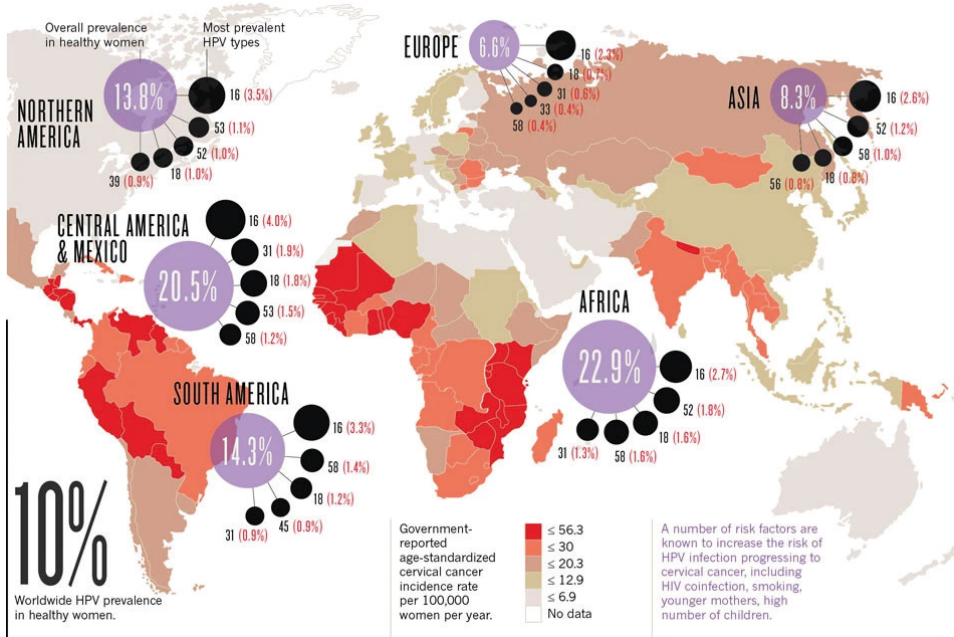 Overall prevalence
in healthy women
Most prevalent
HPV types
NORTHERN
AMERICA
13.8%
16 (3.5%)
53 (1.1%)
52 (1.0%)
18 (1.0%)
39 (0.9%)
EUROPE
6.6%
16 (2.3%)
18 (0.7%)
31 (0.6%)
33 (0.4%)
58 (0.4%)
ASIA
8.3%
16 (2.6%)
52 (1.2%)
58 (1.0%)
18 (0.8%)
56 (0.8%)
CENTRAL AMERICA
& MEXICO
20.5%
16 (4.0%)
31 (1.9%)
18 (1.8%)
53 (1.5%)
58 (1.2%)
AFRICA
22.9%
16 (2.7%)
52 (1.8%)
18 (1.6%)
58 (1.6%)
31 (1.3%)
SOUTH AMERICA
14.3%
16 (3.3%)
58 (1.4%)
18 (1.2%)
45 (0.9%)
31 (0.9%)
10%
Worldwide HPV prevalence
in healthy women.
Government-
reported
age-standardized
cervical cancer
incidence rate
per 100,000
women per year.
≤ 56.3
≤ 30
≤ 20.3
≤ 12.9
≤ 6.9
No data
A number of risk factors are
known to increase the risk of
HPV infection progressing to
cervical cancer, including
HIV coinfection, smoking,
younger mothers, high
number of children.